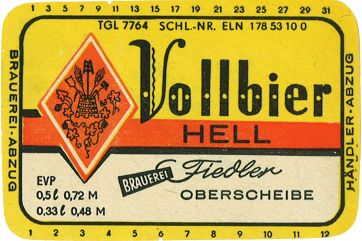 1 3 5 7 9 11 13 15 17 19 21 23 25 27 29 31
TGL 7764 SCHL.-NR. ELN 178 53 10 0
BRAUEREI-ABZUG
Vollbier
HELL
EVP
0,5 l 0,72 M
0,33 l 0,48 M
BRAUEREI Fiedler
OBERSCHEIBE
HÄNDLER-ABZUG
1 2 3 4 5 6 7 8 9 10 11 12